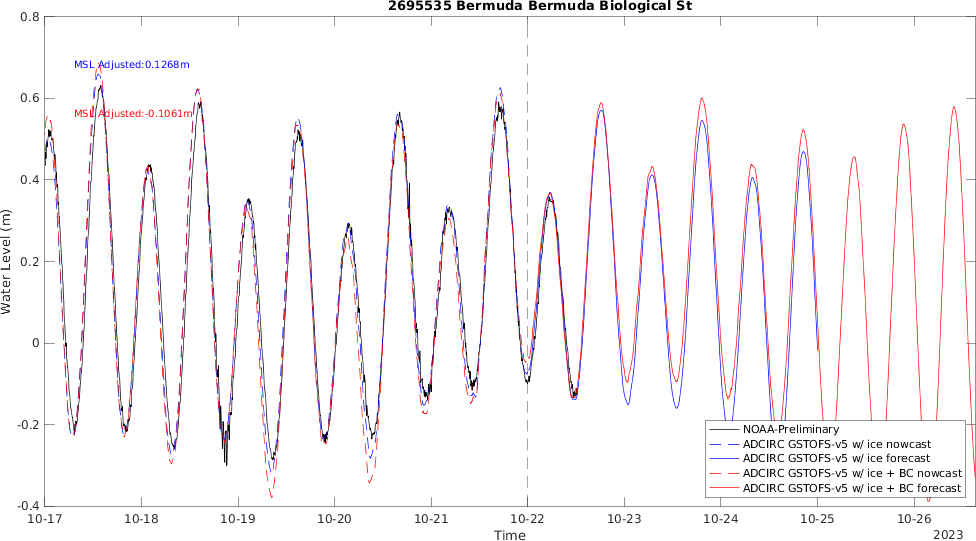 2695535 Bermuda Bermuda Biological St
0.8
MSL Adjusted:0.1268m
0.6
MSL Adjusted:-0.1061m
0.4
Water Level (m)
0.2
0
-0.2
NOAA-Preliminary
ADCIRC GSTOFS-v5 w/ ice nowcast
ADCIRC GSTOFS-v5 w/ ice forecast
ADCIRC GSTOFS-v5 w/ ice + BC nowcast
ADCIRC GSTOFS-v5 w/ ice + BC forecast
-0.4
10-17 10-18 10-19 10-20 10-21 10-22 10-23 10-24 10-25 10-26
Time
2023